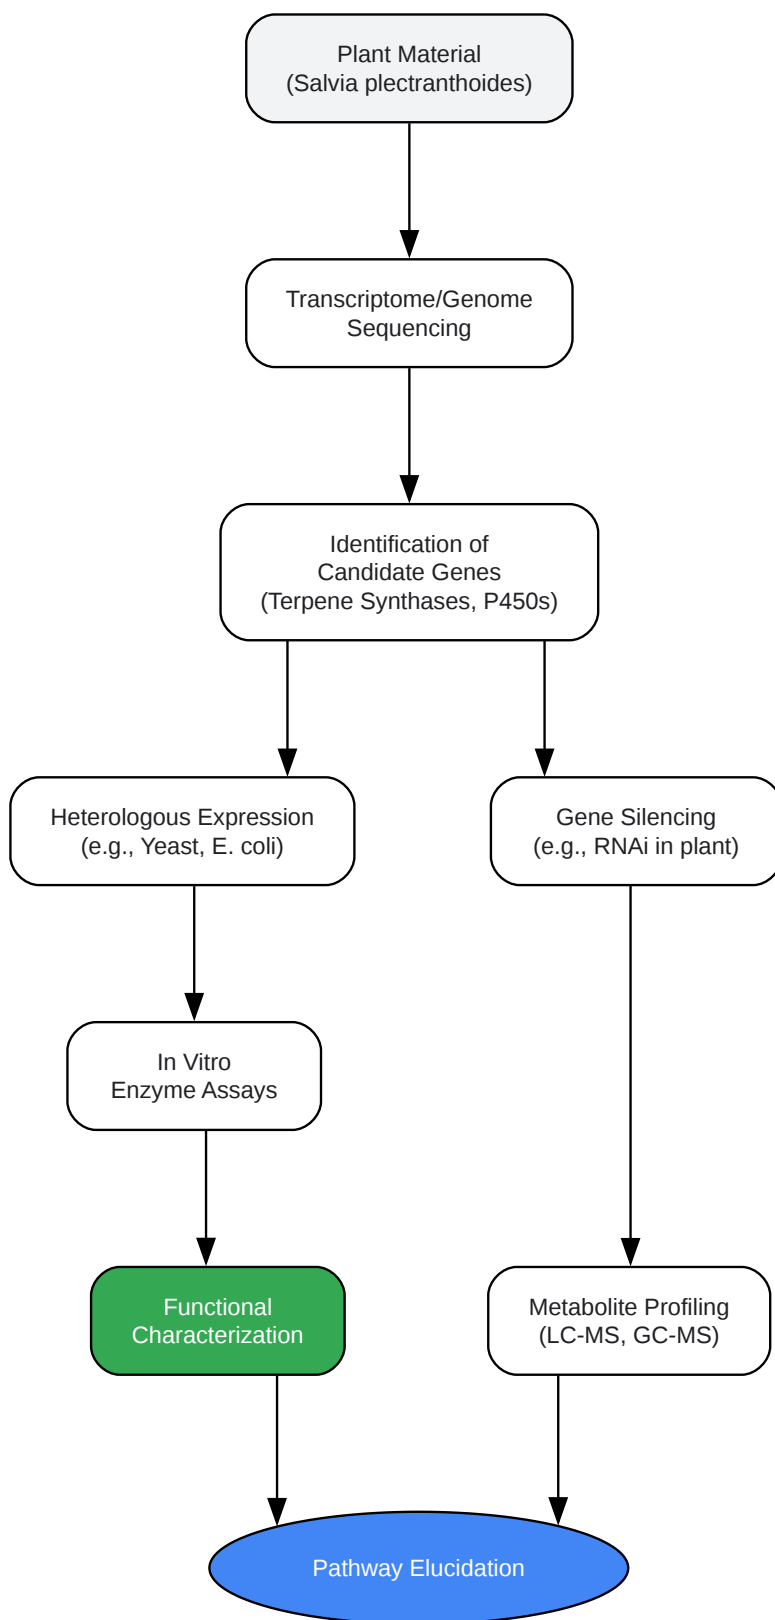 Plant Material
(Salvia plectranthoides)
Transcriptome/Genome
Sequencing
Identification of
Candidate Genes
(Terpene Synthases, P450s)
Heterologous Expression
(e.g., Yeast, E. coli)
Gene Silencing
(e.g., RNAi in plant)
In Vitro
Enzyme Assays
Functional
Characterization
Metabolite Profiling
(LC-MS, GC-MS)
Pathway Elucidation